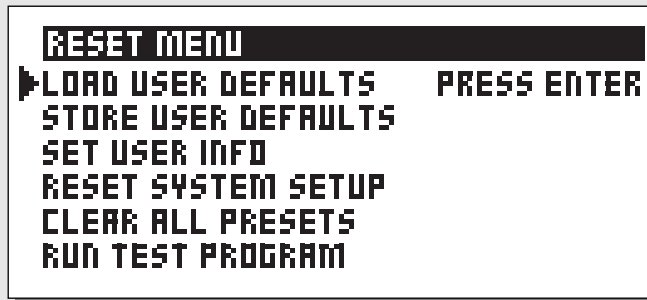 RESET MENU
LOAD USER DEFAULTS PRESS ENTER
STORE USER DEFAULTS
SET USER INFO
RESET SYSTEM SETUP
CLEAR ALL PRESETS
RUN TEST PROGRAM